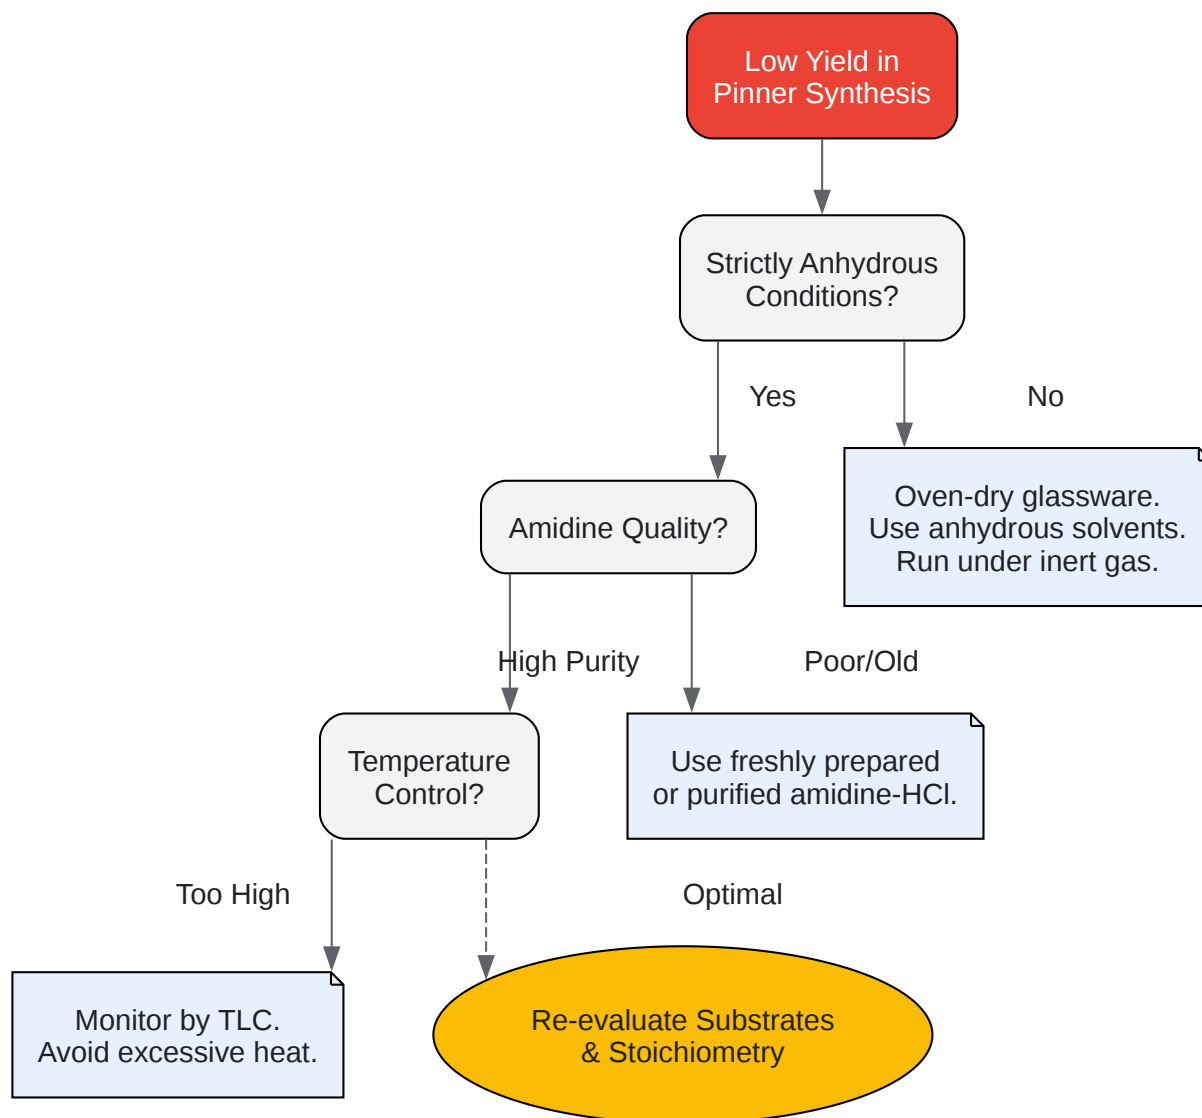 Low Yield in
Pinner Synthesis
Strictly Anhydrous
Conditions?
Yes
No
Oven-dry glassware.
Use anhydrous solvents.
Run under inert gas.
Amidine Quality?
High Purity
Poor/Old
Temperature
Control?
Use freshly prepared
or purified amidine-HCl.
Too High
Optimal
Monitor by TLC.
Avoid excessive heat.
Re-evaluate Substrates
& Stoichiometry